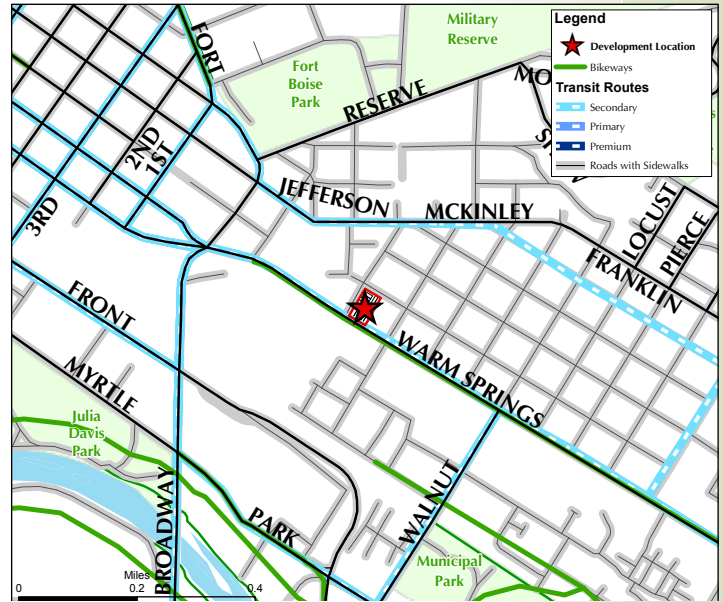 Military
Reserve
Legend
Development Location
Bikeways
Transit Routes
Secondary
Primary
Premium
Roads with Sidewalks
FORT
Fort
Boise
Park
RESERVE
MO
2ND
1ST
3RD
JEFFERSON
MCKINLEY
LOCUST
PIERCE
FRANKLIN
FRONT
WARM SPRINGS
MYRTLE
Julia
Davis
Park
BROADWAY
PARK
WALNUT
Municipal
Park
Miles
0 0.2 0.4